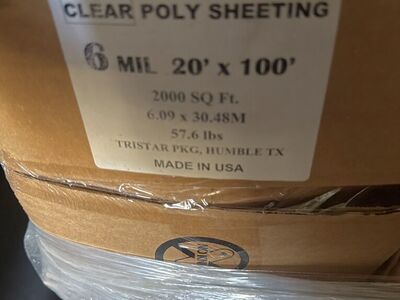 CLEAR POLY SHEETING
6 MIL 20' x 100'
2000 SQ Ft.
6.09 x 30.48M
57.6 lbs
TRISTAR PKG, HUMBLE TX
MADE IN USA